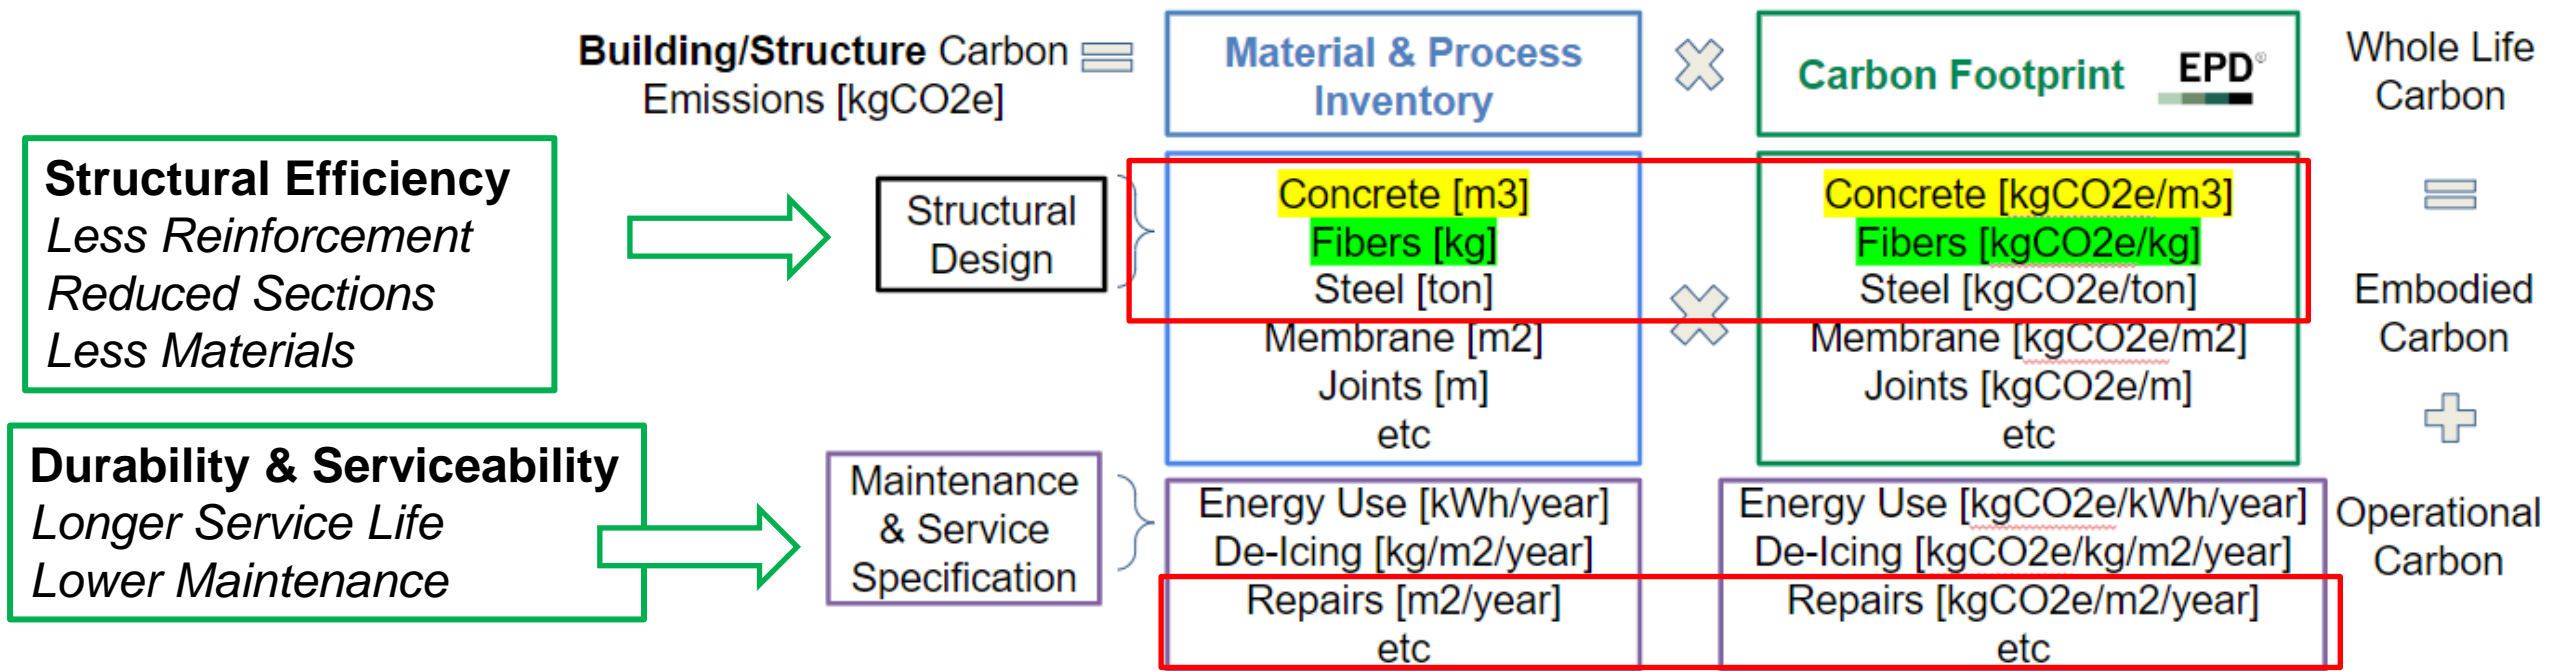 Building/Structure Carbon
Emissions [kgCO2e]
Material & Process
Inventory
Carbon Footprint
EPD®
Whole Life
Carbon
Structural Efficiency
Less Reinforcement
Reduced Sections
Less Materials
Structural
Design
Concrete [m3]
Fibers [kg]
Steel [ton]
Membrane [m2]
Joints [m]
etc
Concrete [kgCO2e/m3]
Fibers [kgCO2e/kg]
Steel [kgCO2e/ton]
Membrane [kgCO2e/m2]
Joints [kgCO2e/m]
etc
Embodied
Carbon
Durability & Serviceability
Longer Service Life
Lower Maintenance
Maintenance
& Service
Specification
Energy Use [kWh/year]
De-Icing [kg/m2/year]
Repairs [m2/year]
etc
Energy Use [kgCO2e/kWh/year]
De-Icing [kgCO2e/kg/m2/year]
Repairs [kgCO2e/m2/year]
etc
Operational
Carbon